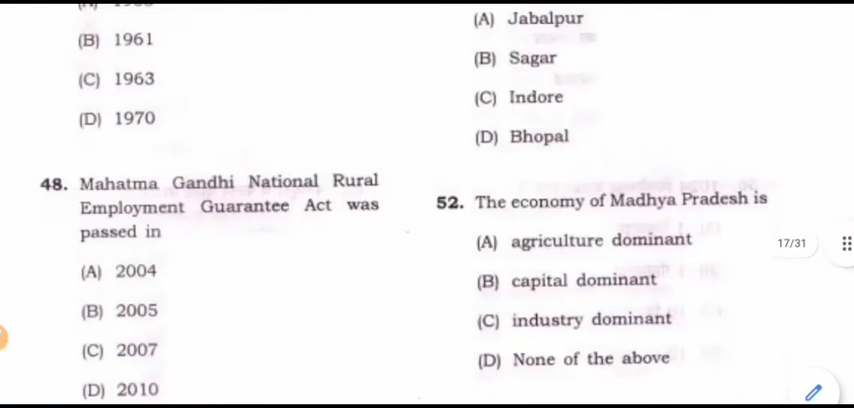 (B) 1961
(C) 1963
(D) 1970
48. Mahatma Gandhi National Rural
Employment Guarantee Act was
passed in
(A) 2004
(B) 2005
(C) 2007
(D) 2010
(A) Jabalpur
(B) Sagar
(C) Indore
(D) Bhopal
52. The economy of Madhya Pradesh is
(A) agriculture dominant
(B) capital dominant
(C) industry dominant
(D) None of the above
17/31